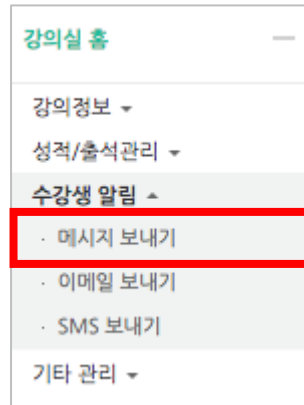 강의실 홈
강의정보
성적/출석관리
수강생 알림
· 메시지 보내기
· 이메일 보내기
· SMS 보내기
기타 관리